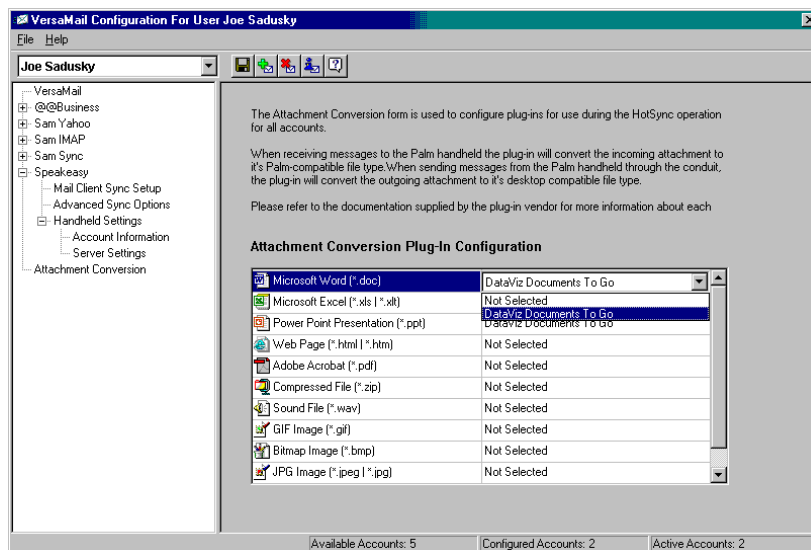 VersaMail Configuration For User Joe Sadusky
File Help
Joe Sadusky
VersaMail
@@Business
Sam Yahoo
Sam IMAP
Sam Sync
Speakeasy
Mail Client Sync Setup
Advanced Sync Options
Handheld Settings
Account Information
Server Settings
Attachment Conversion
The Attachment Conversion form is used to configure plug-ins for use during the HotSync operation
for all accounts.
When receiving messages to the Palm handheld the plug-in will convert the incoming attachment to
it's Palm-compatible file type.When sending messages from the Palm handheld through the conduit,
the plug-in will convert the outgoing attachment to it's desktop compatible file type.
Please refer to the documentation supplied by the plug-in vendor for more information about each
Attachment Conversion Plug-In Configuration
Microsoft Word (*.doc) DataViz Documents To Go
Microsoft Excel (*.xls | *.xlt) Not Selected
DataViz Documents To Go
Power Point Presentation (*.ppt) DataViz Documents To Go
Web Page (*.html | *.htm) Not Selected
Adobe Acrobat (*.pdf) Not Selected
Compressed File (*.zip) Not Selected
Sound File (*.wav) Not Selected
GIF Image (*.gif) Not Selected
Bitmap Image (*.bmp) Not Selected
JPG Image (*.jpeg | *.jpg) Not Selected
Available Accounts: 5 Configured Accounts: 2 Active Accounts: 2